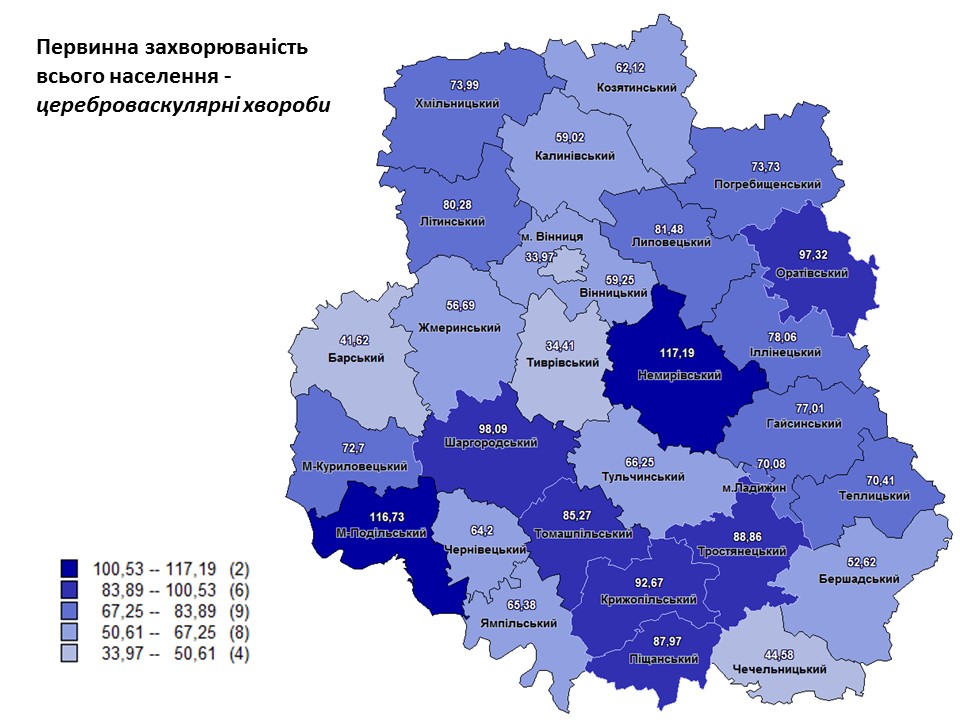 Первинна захворюваність
всього населення -
цереброваскулярні хвороби
62,12
Козятинський
73,99
Хмільницький
59,02
Калинівський
73,73
Погребищенський
80,28
Літинський
81,48
Липовецький
м. Вінниця
33,97
97,32
Оратівський
59,25
Вінницький
56,69
Жмеринський
41,62
Барський
34,41
Тиврівський
117,19
Немирівський
78,06
Іллінецький
77,01
Гайсинський
98,09
Шаргородський
72,7
М-Куриловецький
66,25
Тульчинський
70,08
м.Ладижин
70,41
Теплицький
116,73
М-Подільський
64,2
Чернівецький
85,27
Томашпільський
88,86
Тростянецький
52,62
Бершадський
92,67
Крижопільський
65,38
Ямпільський
87,97
Піщанський
44,58
Чечельницький
100,53 -- 117,19 (2)
83,89 -- 100,53 (6)
67,25 -- 83,89 (9)
50,61 -- 67,25 (8)
33,97 -- 50,61 (4)